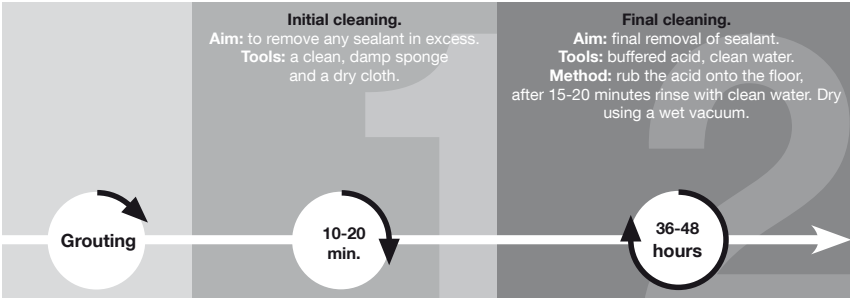 Initial cleaning.
Aim: to remove any sealant in excess.
Tools: a clean, damp sponge
and a dry cloth.
1
Final cleaning.
Aim: final removal of sealant.
Tools: buffered acid, clean water.
Method: rub the acid onto the floor,
after 15-20 minutes rinse with clean water. Dry
using a wet vacuum.
2
Grouting
10-20
min.
36-48
hours